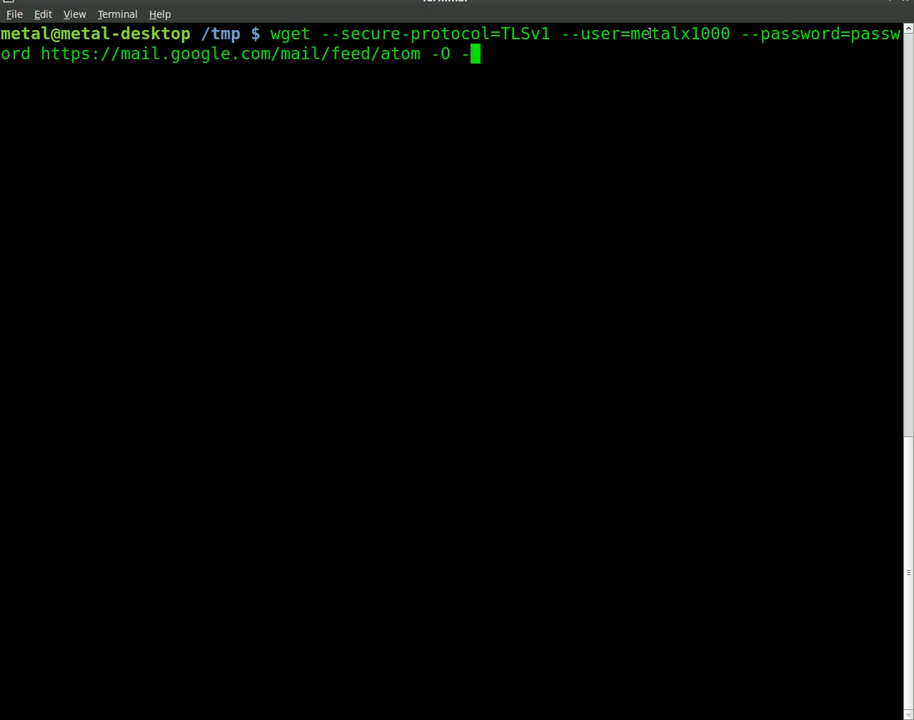 File Edit View Terminal Help
metal@metal-desktop /tmp $ wget --secure-protocol=TLSv1 --user=metalx1000 --password=passw
ord https://mail.google.com/mail/feed/atom -O -